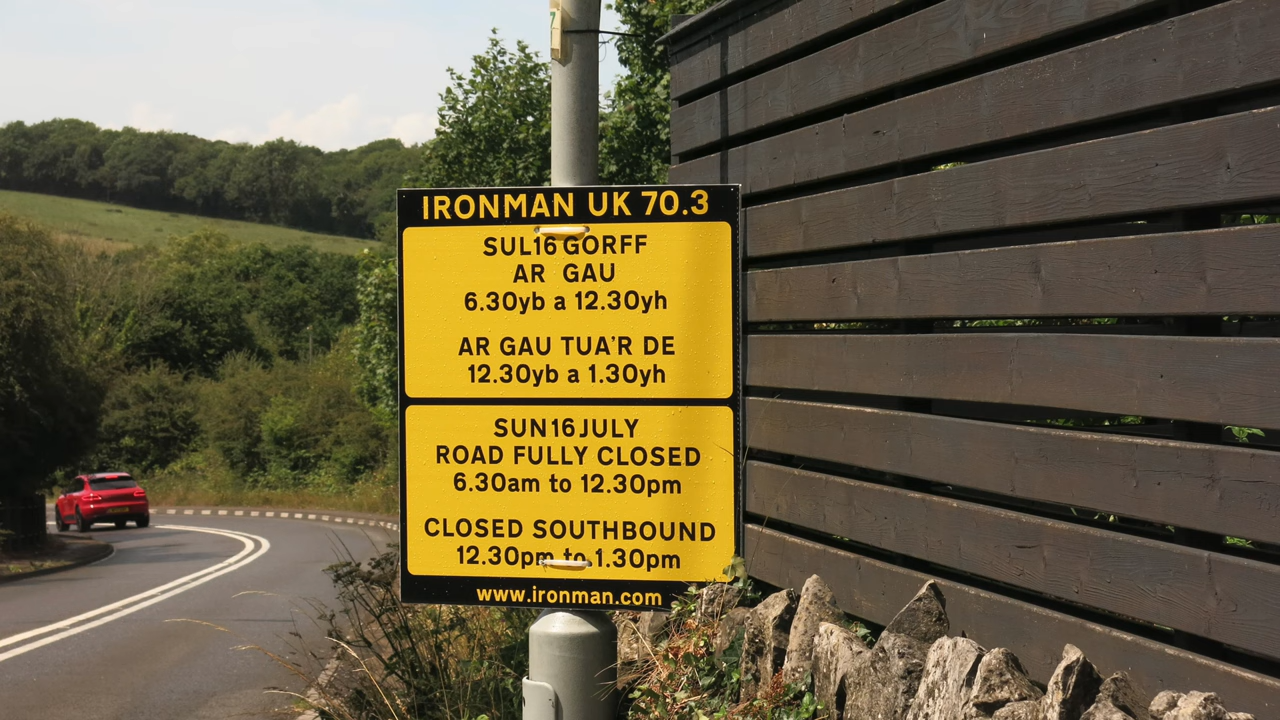 IRONMAN UK 70.3
SUL16 GORFF
AR GAU
6.30yb a 12.30yh
AR GAU TUA'R DE
12.30yb a 1.30yh
SUN 16 JULY
ROAD FULLY CLOSED
6.30am to 12.30pm
CLOSED SOUTHBOUND
12.30pm to 1.30pm
www.ironman.com